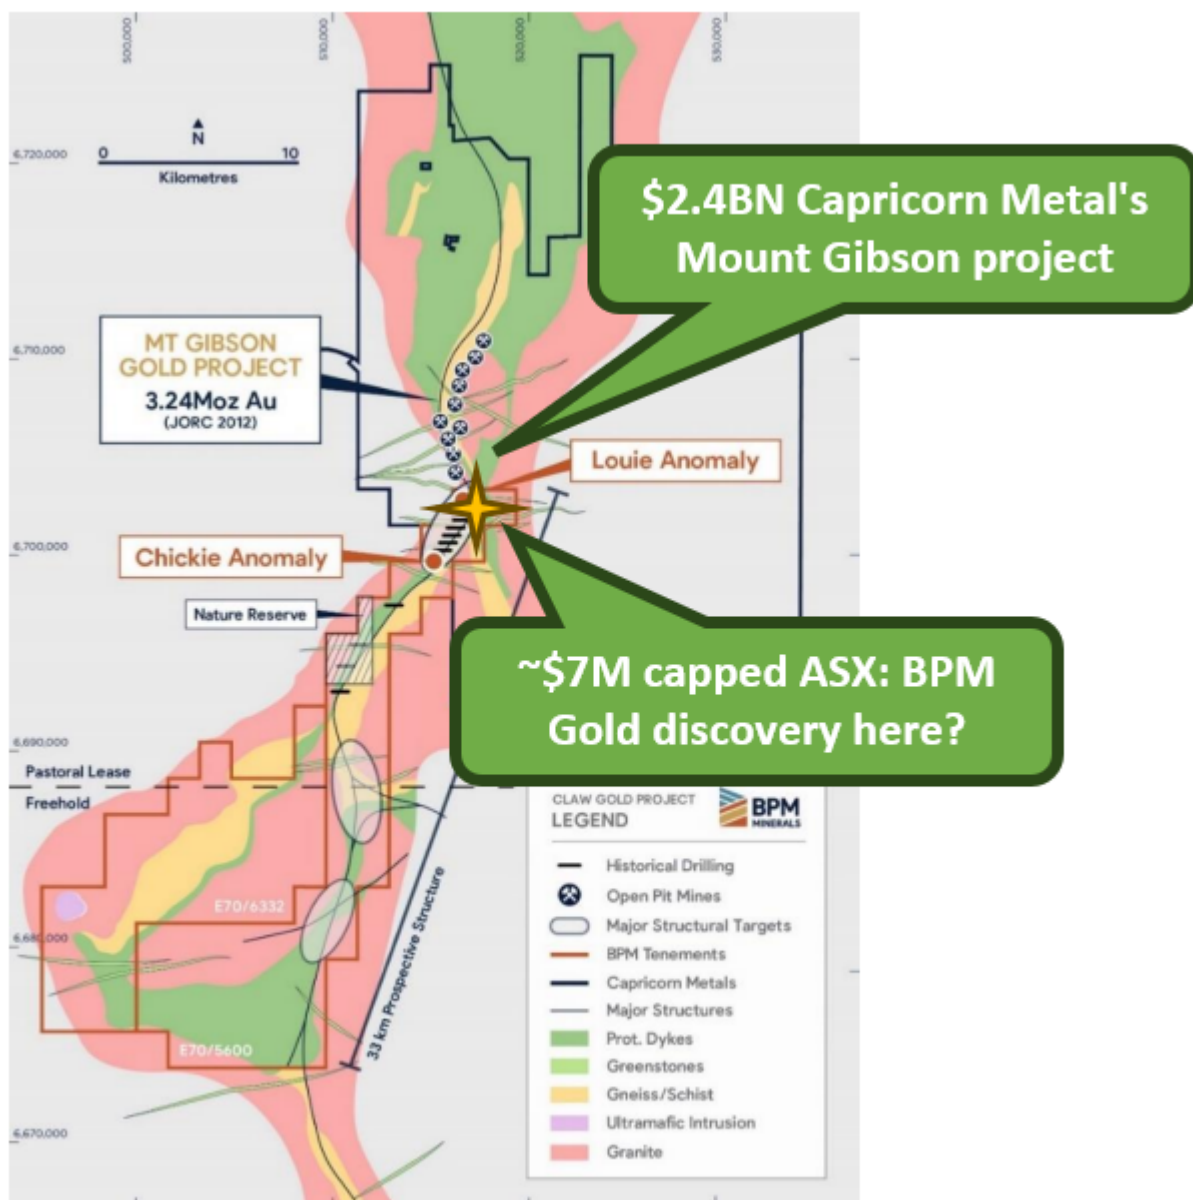 500,000
510,000
520,000
530,000
N
0 10
Kilometres
6,720,000
$2.4BN Capricorn Metal's
Mount Gibson project
6,710,000
MT GIBSON
GOLD PROJECT
3.24Moz Au
(JORC 2012)
Louie Anomaly
6,700,000
Chickie Anomaly
Nature Reserve
~$7M capped ASX: BPM
Gold discovery here?
6,690,000
Pastoral Lease
Freehold
E70/6332
6,680,000
33 km Prospective Structure
E70/5600
6,670,000
CLAW GOLD PROJECT
LEGEND
BPM
MINERALS
Historical Drilling
Open Pit Mines
Major Structural Targets
BPM Tenements
Capricorn Metals
Major Structures
Prot. Dykes
Greenstones
Gneiss/Schist
Ultramafic Intrusion
Granite